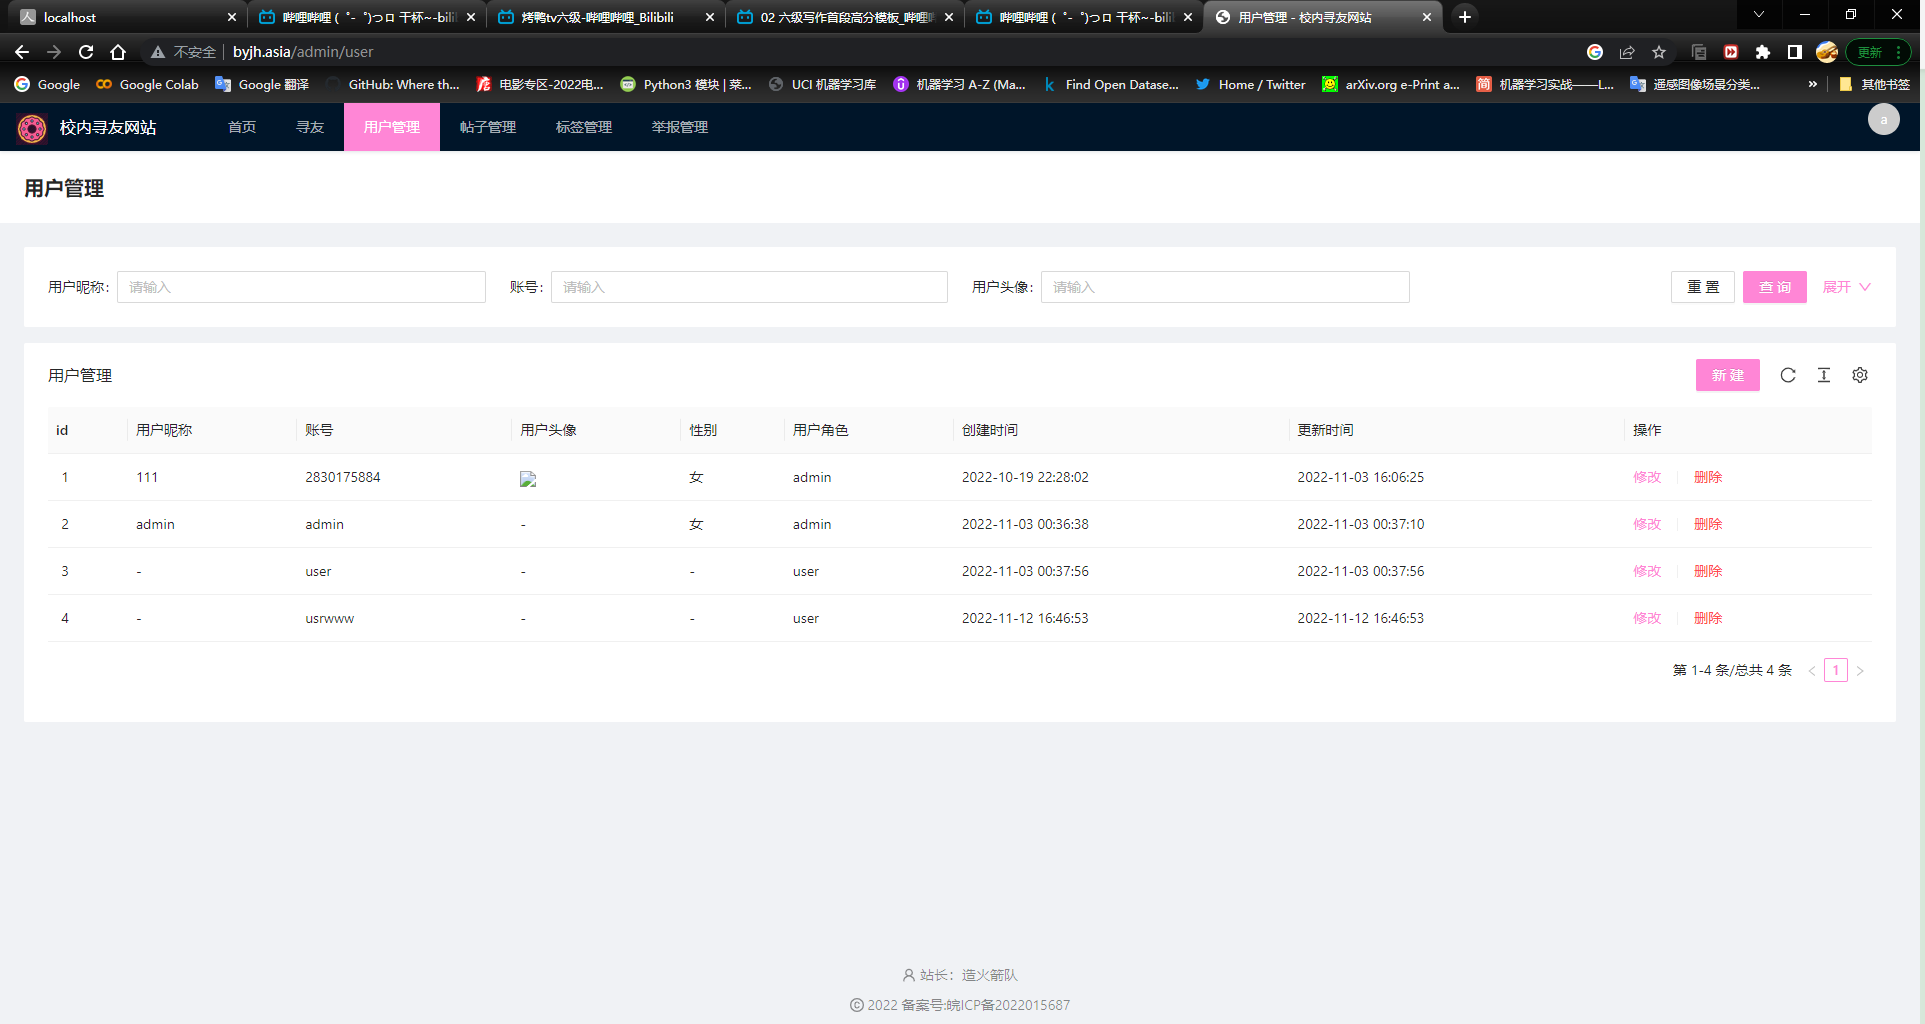 localhost
哔哩哔哩 (゜-゜)つロ 干杯~-bili
烤鸭tv六级-哔哩哔哩_Bilibili
02 六级写作首段高分模板_哔哩
哔哩哔哩 (゜-゜)つロ 干杯~-bili
用户管理 - 校内寻友网站
不安全 byjh.asia/admin/user
更新
Google
Google Colab
Google 翻译
GitHub: Where th...
电影专区-2022电...
Python3 模块 | 菜...
UCI 机器学习库
机器学习 A-Z (Ma...
Find Open Datase...
Home / Twitter
arXiv.org e-Print a...
机器学习实战——L...
遥感图像场景分类...
»
其他书签
校内寻友网站 首页 寻友 用户管理 帖子管理 标签管理 举报管理 a
用户管理
用户昵称: 请输入 账号: 请输入 用户头像: 请输入 重 置 查 询 展开
用户管理 新 建
id 用户昵称 账号 用户头像 性别 用户角色 创建时间 更新时间 操作
1 111 2830175884 女 admin 2022-10-19 22:28:02 2022-11-03 16:06:25 修改 删除
2 admin admin - 女 admin 2022-11-03 00:36:38 2022-11-03 00:37:10 修改 删除
3 - user - - user 2022-11-03 00:37:56 2022-11-03 00:37:56 修改 删除
4 - usrwww - - user 2022-11-12 16:46:53 2022-11-12 16:46:53 修改 删除
第 1-4 条/总共 4 条 < 1 >
站长：造火箭队
© 2022 备案号:皖ICP备2022015687